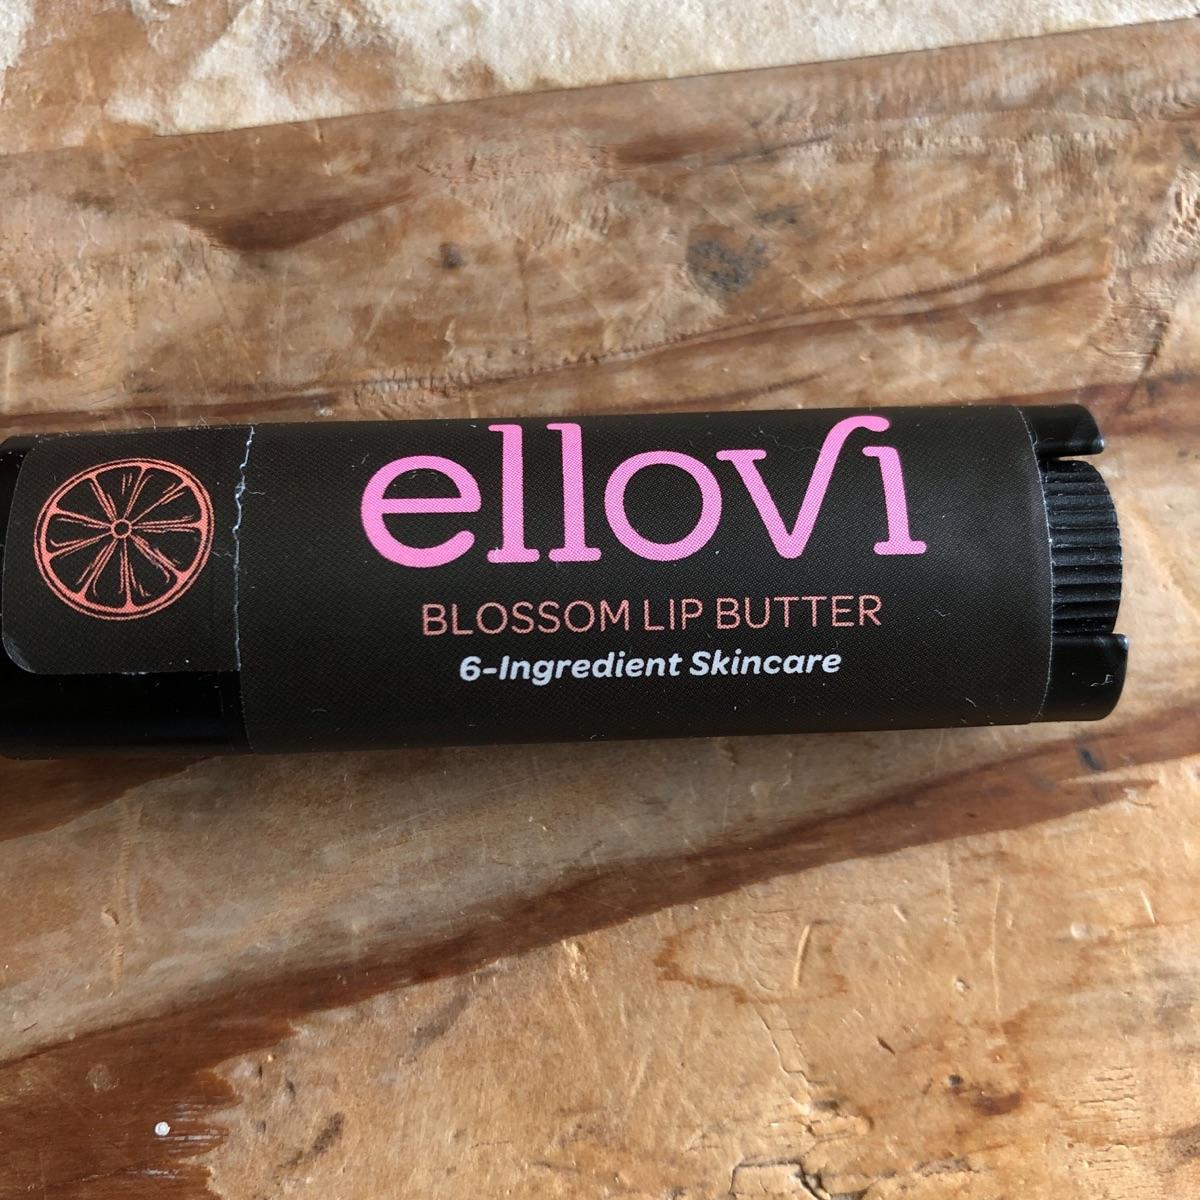 ellovi
BLOSSOM LIP BUTTER
6-Ingredient Skincare